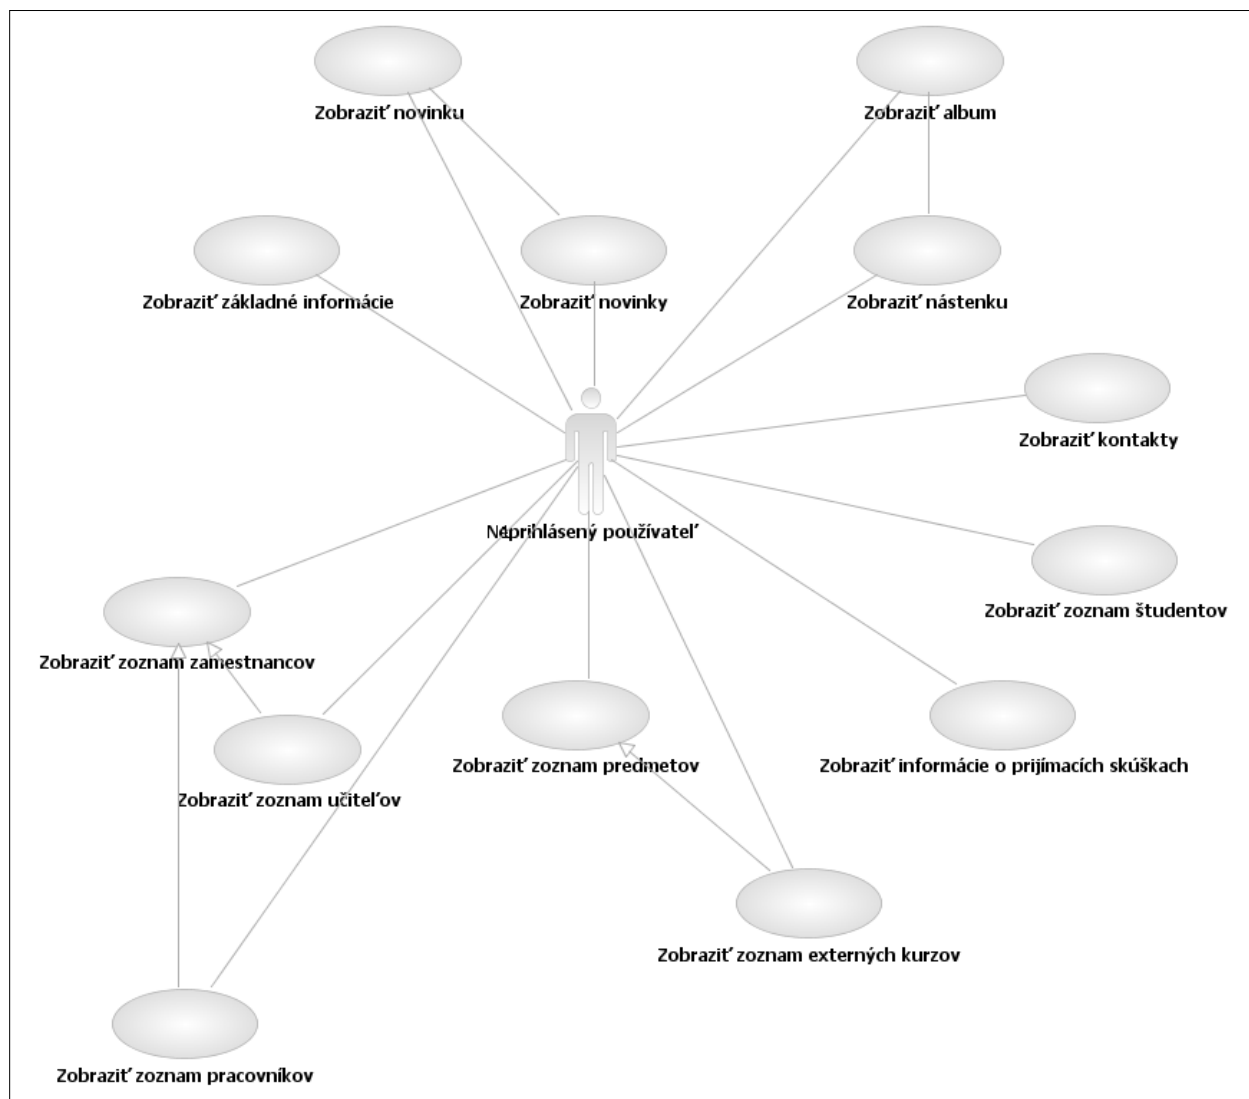 Zobraziť novinku
Zobraziť album
Zobraziť základné informácie
Zobraziť novinky
Zobraziť nástenku
Zobraziť kontakty
Neprihlásený používateľ
Zobraziť zoznam študentov
Zobraziť zoznam zamestnancov
Zobraziť zoznam predmetov
Zobraziť informácie o prijímacích skúškach
Zobraziť zoznam učiteľov
Zobraziť zoznam externých kurzov
Zobraziť zoznam pracovníkov